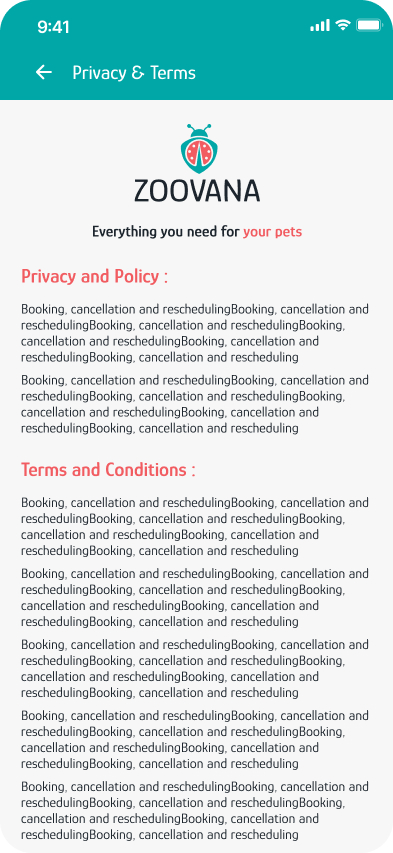 9:41
Privacy & Terms
ZOOVANA
Everything you need for your pets
Privacy and Policy :
Booking, cancellation and reschedulingBooking, cancellation and
reschedulingBooking, cancellation and reschedulingBooking,
cancellation and reschedulingBooking, cancellation and
reschedulingBooking, cancellation and rescheduling
Booking, cancellation and reschedulingBooking, cancellation and
reschedulingBooking, cancellation and reschedulingBooking,
cancellation and reschedulingBooking, cancellation and
reschedulingBooking, cancellation and rescheduling
Terms and Conditions :
Booking, cancellation and reschedulingBooking, cancellation and
reschedulingBooking, cancellation and reschedulingBooking,
cancellation and reschedulingBooking, cancellation and
reschedulingBooking, cancellation and rescheduling
Booking, cancellation and reschedulingBooking, cancellation and
reschedulingBooking, cancellation and reschedulingBooking,
cancellation and reschedulingBooking, cancellation and
reschedulingBooking, cancellation and rescheduling
Booking, cancellation and reschedulingBooking, cancellation and
reschedulingBooking, cancellation and reschedulingBooking,
cancellation and reschedulingBooking, cancellation and
reschedulingBooking, cancellation and rescheduling
Booking, cancellation and reschedulingBooking, cancellation and
reschedulingBooking, cancellation and reschedulingBooking,
cancellation and reschedulingBooking, cancellation and
reschedulingBooking, cancellation and rescheduling
Booking, cancellation and reschedulingBooking, cancellation and
reschedulingBooking, cancellation and reschedulingBooking,
cancellation and reschedulingBooking, cancellation and
reschedulingBooking, cancellation and rescheduling